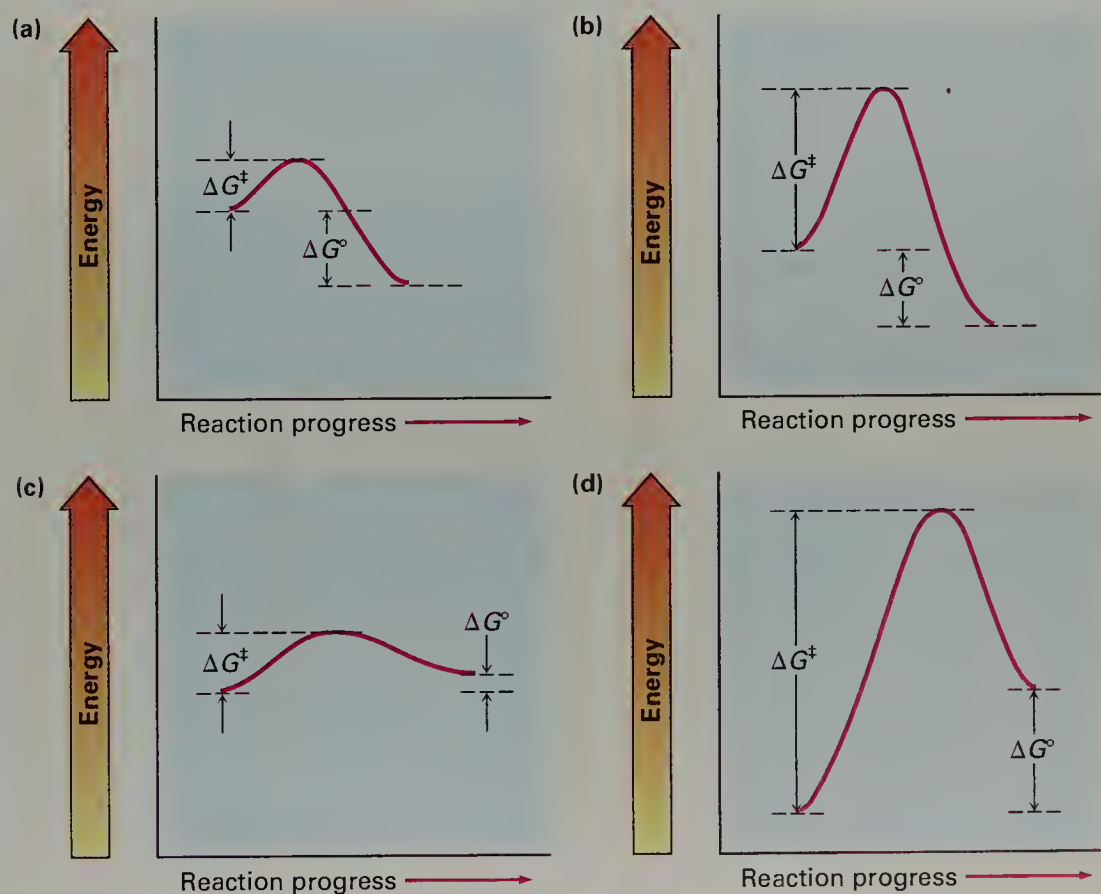 (a)
Energy
ΔG‡
ΔG°
Reaction progress
(b)
Energy
ΔG‡
ΔG°
Reaction progress
(c)
Energy
ΔG‡
ΔG°
Reaction progress
(d)
Energy
ΔG‡
ΔG°
Reaction progress